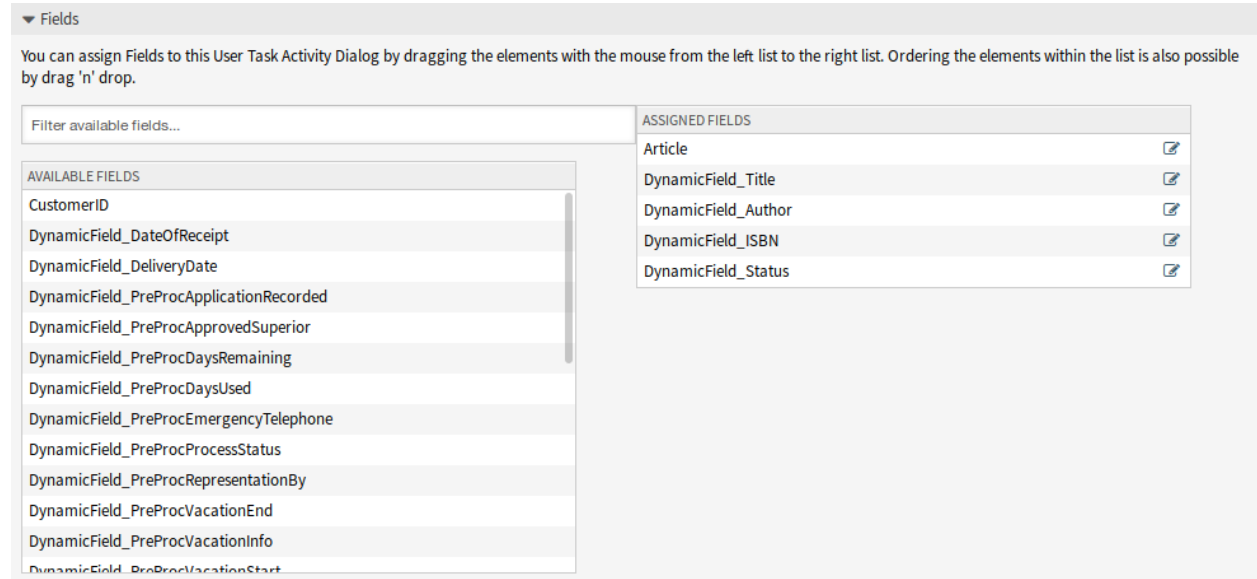 Fields
You can assign Fields to this User Task Activity Dialog by dragging the elements with the mouse from the left list to the right list. Ordering the elements within the list is also possible
by drag 'n' drop.
Filter available fields...
AVAILABLE FIELDS
CustomerID
DynamicField_DateOfReceipt
DynamicField_DeliveryDate
DynamicField_PreProcApplicationRecorded
DynamicField_PreProcApprovedSuperior
DynamicField_PreProcDaysRemaining
DynamicField_PreProcDaysUsed
DynamicField_PreProcEmergencyTelephone
DynamicField_PreProcProcessStatus
DynamicField_PreProcRepresentationBy
DynamicField_PreProcVacationEnd
DynamicField_PreProcVacationInfo
DynamicField_PreProcVacationStart
ASSIGNED FIELDS
Article
DynamicField_Title
DynamicField_Author
DynamicField_ISBN
DynamicField_Status